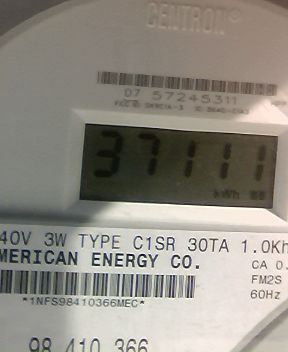 CENTRON®
07 57245311
37111
kWh 88
40V 3W TYPE C1SR 30TA 1.0Kh
MERICAN ENERGY CO.
CA 0.
FM2S
60Hz
*1NFS98410366MEC*
98 410 366